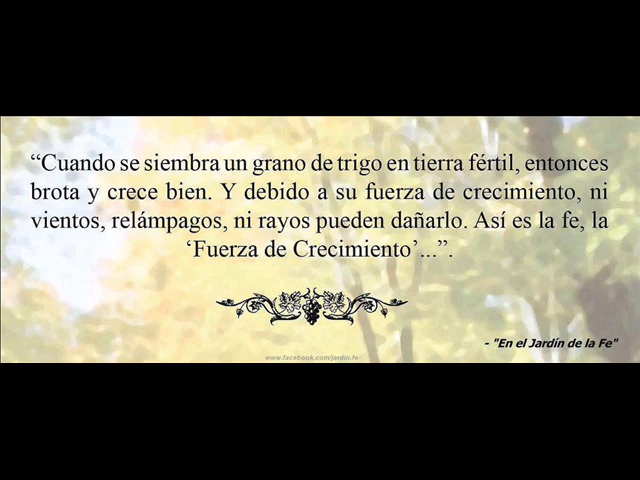 “Cuando se siembra un grano de trigo en tierra fértil, entonces
brota y crece bien. Y debido a su fuerza de crecimiento, ni
vientos, relámpagos, ni rayos pueden dañarlo. Así es la fe, la
‘Fuerza de Crecimiento’...”.
- "En el Jardín de la Fe"
www.facebook.com/jardin.fe